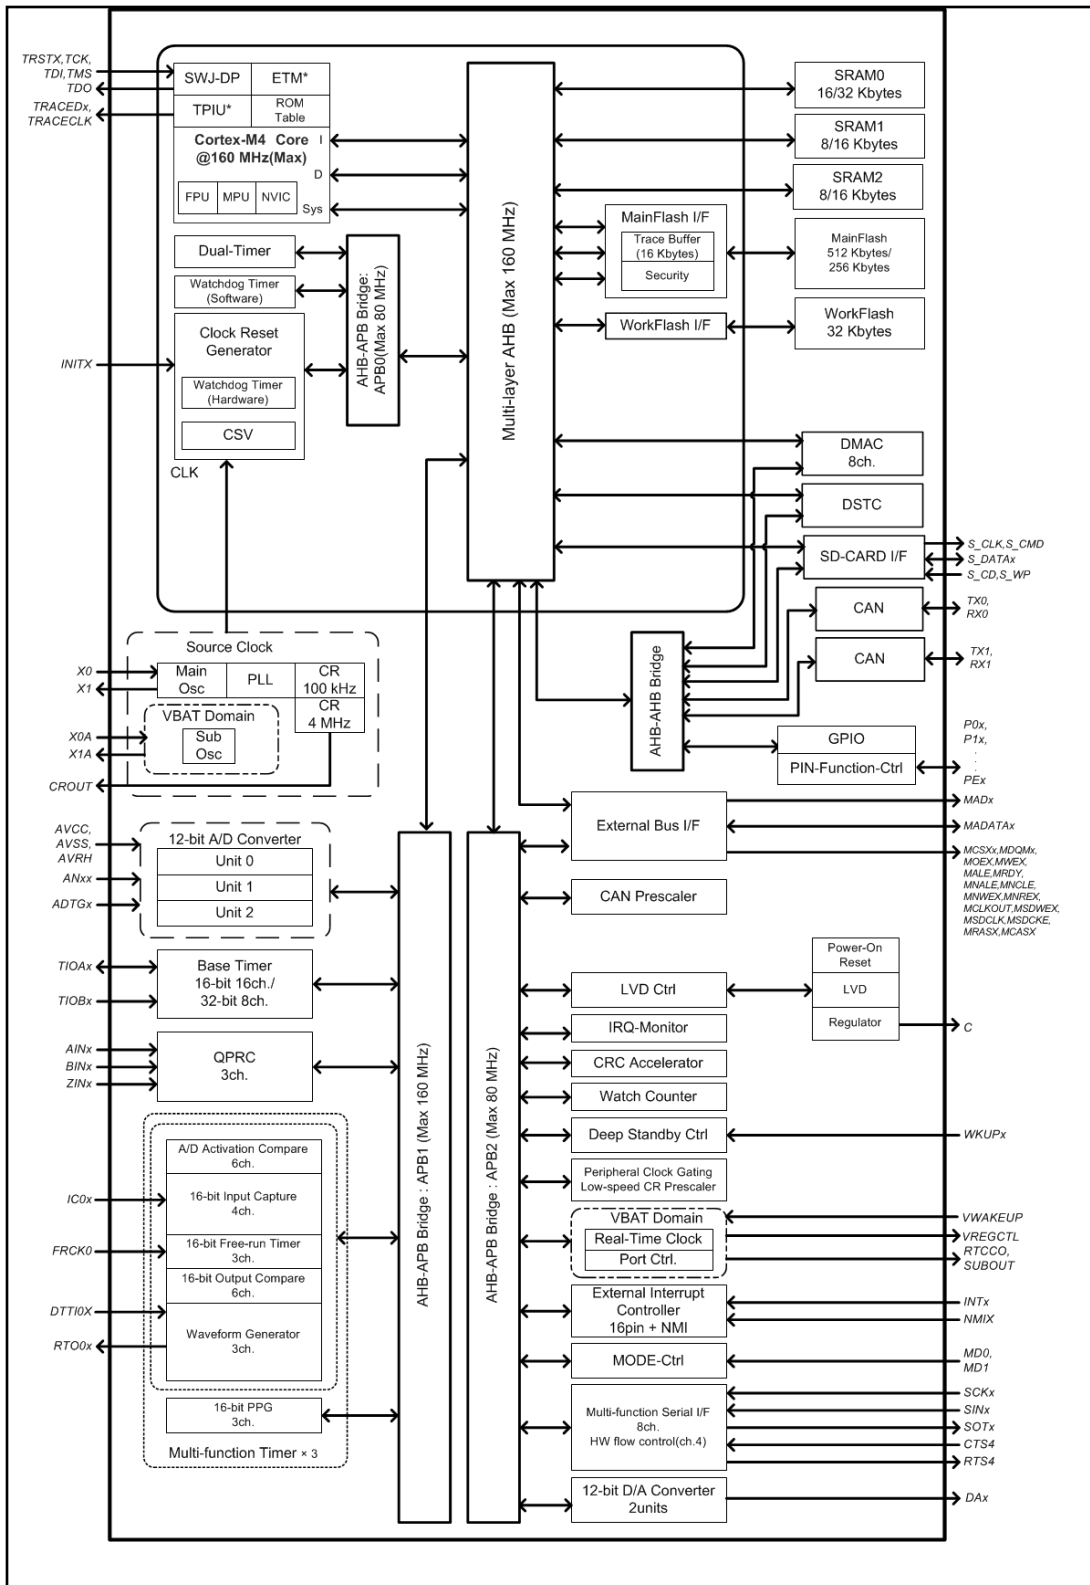 TRSTX,TCK,
TDI,TMS
TDO
TRACEDx,
TRACECLK
SWJ-DP
ETM*
TPIU*
ROM
Table
Cortex-M4 Core
@160 MHz(Max)
I
D
Sys
FPU
MPU
NVIC
Dual-Timer
Watchdog Timer
(Software)
Clock Reset
Generator
Watchdog Timer
(Hardware)
CSV
CLK
INITX
AHB-APB Bridge:
APB0(Max 80 MHz)
Multi-layer AHB (Max 160 MHz)
SRAM0
16/32 Kbytes
SRAM1
8/16 Kbytes
SRAM2
8/16 Kbytes
MainFlash I/F
Trace Buffer
(16 Kbytes)
Security
MainFlash
512 Kbytes/
256 Kbytes
WorkFlash I/F
WorkFlash
32 Kbytes
DMAC
8ch.
DSTC
SD-CARD I/F
S_CLK,S_CMD
S_DATAx
S_CD,S_WP
CAN
TX0,
RX0
CAN
TX1,
RX1
AHB-AHB Bridge
GPIO
PIN-Function-Ctrl
P0x,
P1x,
.
.
PEx
Source Clock
X0
X1
Main
Osc
PLL
CR
100 kHz
CR
4 MHz
VBAT Domain
Sub
Osc
X0A
X1A
CROUT
AVCC,
AVSS,
AVRH
ANxx
ADTGx
12-bit A/D Converter
Unit 0
Unit 1
Unit 2
TIOAx
TIOBx
Base Timer
16-bit 16ch./
32-bit 8ch.
AINx
BINx
ZINx
QPRC
3ch.
A/D Activation Compare
6ch.
IC0x
16-bit Input Capture
4ch.
FRCK0
16-bit Free-run Timer
3ch.
16-bit Output Compare
6ch.
DTTI0X
RTO0x
Waveform Generator
3ch.
16-bit PPG
3ch.
Multi-function Timer × 3
AHB-APB Bridge : APB1 (Max 160 MHz)
AHB-APB Bridge : APB2 (Max 80 MHz)
External Bus I/F
MADx
MADATAx
MCSXx,MDQMx,
MOEX,MWEX,
MALE,MRDY,
MNALE,MNCLE,
MNWEX,MNREX,
MCLKOUT,MSDWEX,
MSDCLK,MSDCKE,
MRASX,MCASX
CAN Prescaler
LVD Ctrl
Power-On
Reset
LVD
Regulator
C
IRQ-Monitor
CRC Accelerator
Watch Counter
Deep Standby Ctrl
WKUPx
Peripheral Clock Gating
Low-speed CR Prescaler
VBAT Domain
Real-Time Clock
Port Ctrl.
VWAKEUP
VREGCTL
RTCCO,
SUBOUT
External Interrupt
Controller
16pin + NMI
INTx
NMIX
MODE-Ctrl
MD0,
MD1
Multi-function Serial I/F
8ch.
HW flow control(ch.4)
SCKx
SINx
SOTx
CTS4
RTS4
12-bit D/A Converter
2units
DAx